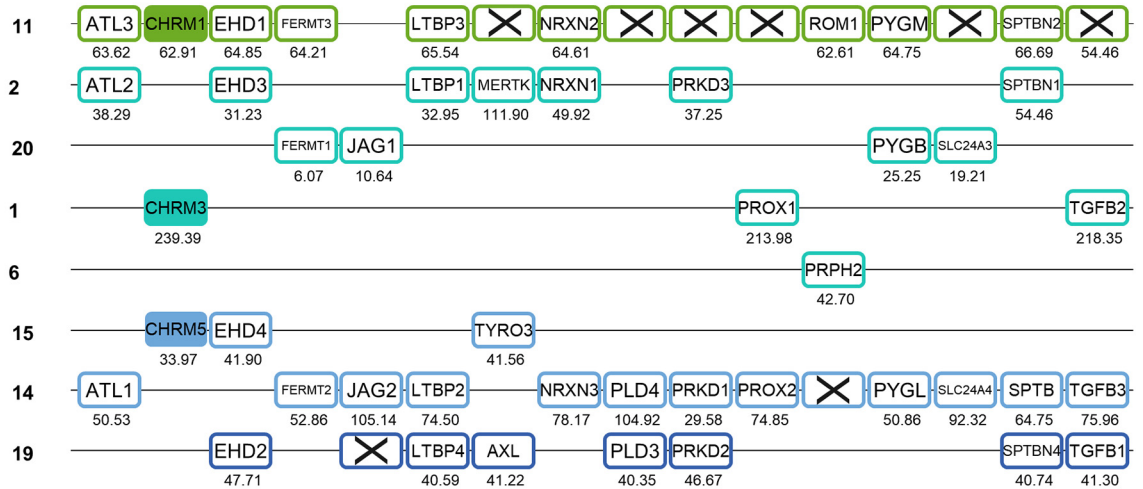 11 ATL3 CHRM1 EHD1 FERMT3 LTBP3 X NRXN2 X X X ROM1 PYGM X SPTBN2 X
63.62 62.91 64.85 64.21 65.54 64.61 62.61 64.75 66.69 54.46
2 ATL2 EHD3 LTBP1 MERTK NRXN1 PRKD3 SPTBN1
38.29 31.23 32.95 111.90 49.92 37.25 54.46
20 FERMT1 JAG1 PYGB SLC24A3
6.07 10.64 25.25 19.21
1 CHRM3 PROX1 TGFB2
239.39 213.98 218.35
6 PRPH2
42.70
15 CHRM5 EHD4 TYRO3
33.97 41.90 41.56
14 ATL1 FERMT2 JAG2 LTBP2 NRXN3 PLD4 PRKD1 PROX2 X PYGL SLC24A4 SPTB TGFB3
50.53 52.86 105.14 74.50 78.17 104.92 29.58 74.85 50.86 92.32 64.75 75.96
19 EHD2 X LTBP4 AXL PLD3 PRKD2 SPTBN4 TGFB1
47.71 40.59 41.22 40.35 46.67 40.74 41.30